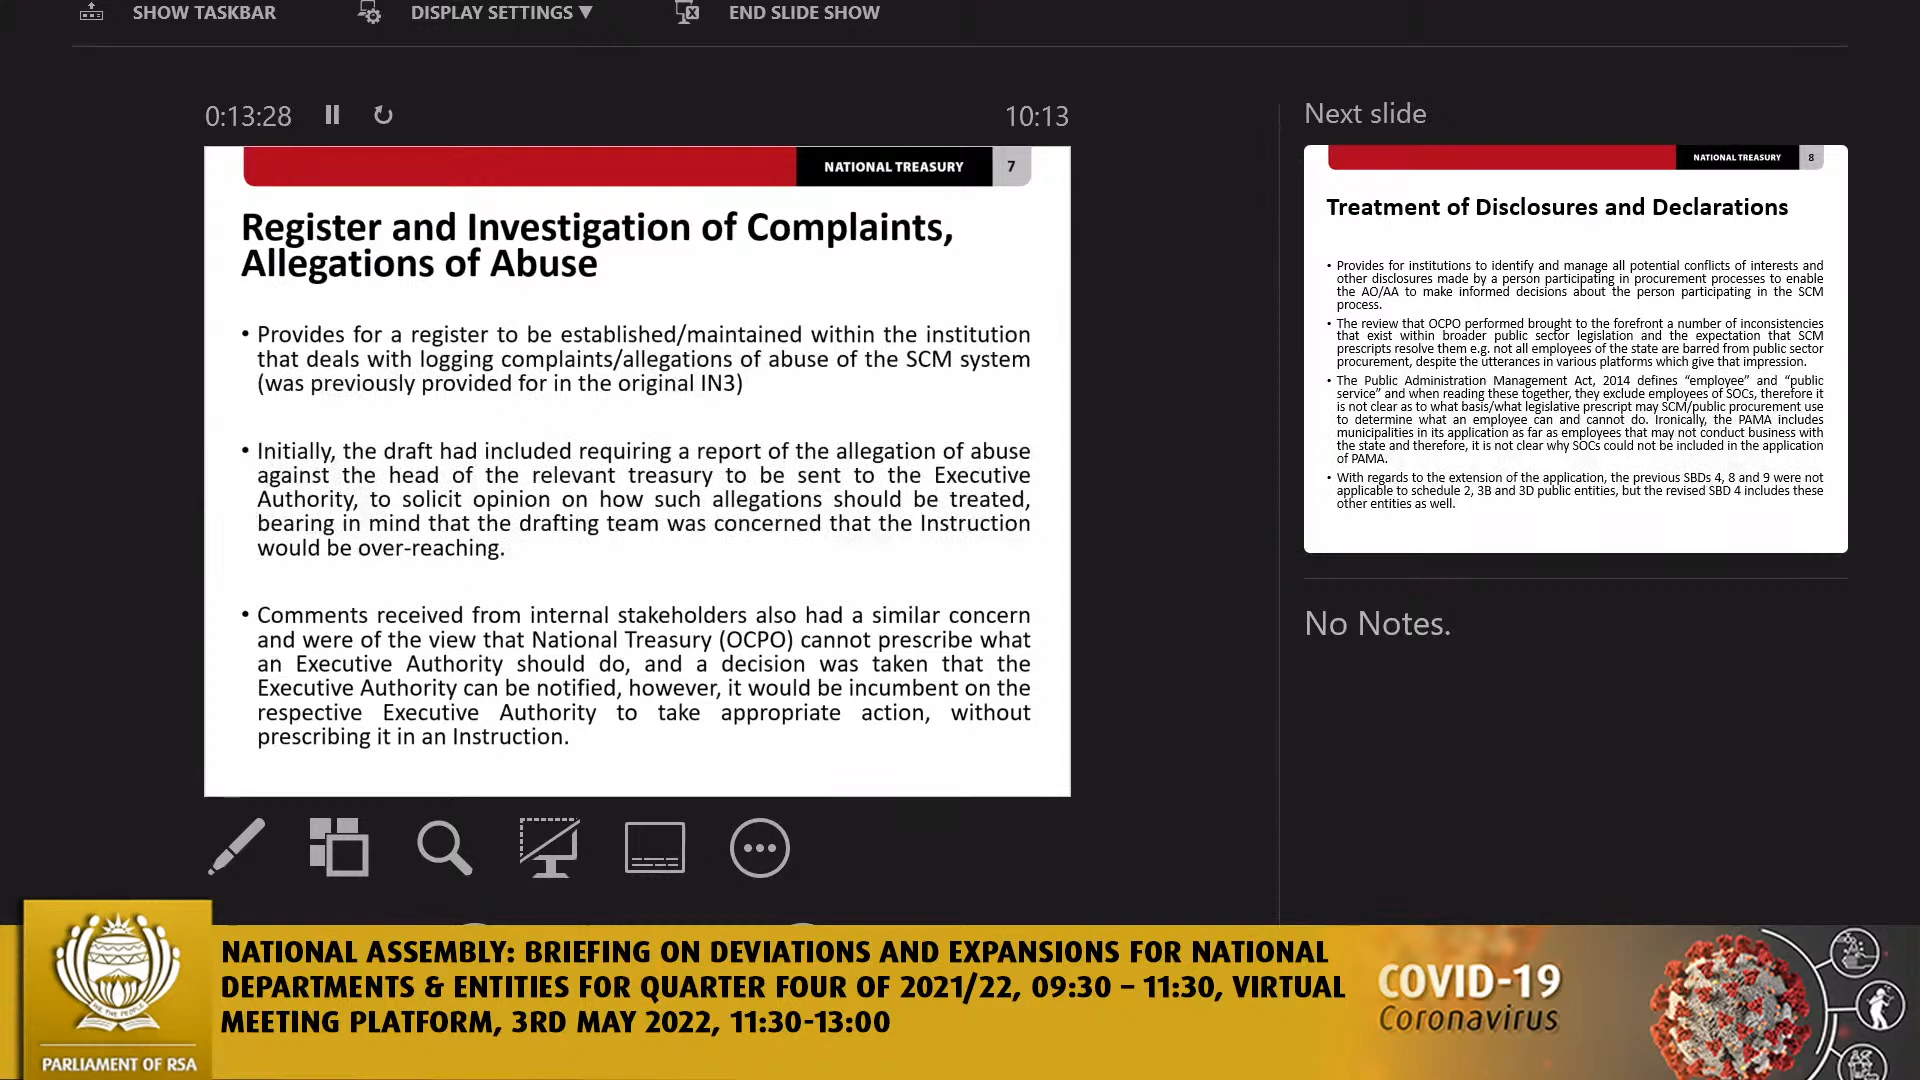 SHOW TASKBAR
DISPLAY SETTINGS ▼
END SLIDE SHOW
0:13:28
10:13
NATIONAL TREASURY 7
Register and Investigation of Complaints,
Allegations of Abuse
• Provides for a register to be established/maintained within the institution
that deals with logging complaints/allegations of abuse of the SCM system
(was previously provided for in the original IN3)
• Initially, the draft had included requiring a report of the allegation of abuse
against the head of the relevant treasury to be sent to the Executive
Authority, to solicit opinion on how such allegations should be treated,
bearing in mind that the drafting team was concerned that the Instruction
would be over-reaching.
• Comments received from internal stakeholders also had a similar concern
and were of the view that National Treasury (OCPO) cannot prescribe what
an Executive Authority should do, and a decision was taken that the
Executive Authority can be notified, however, it would be incumbent on the
respective Executive Authority to take appropriate action, without
prescribing it in an Instruction.
Next slide
NATIONAL TREASURY 8
Treatment of Disclosures and Declarations
• Provides for institutions to identify and manage all potential conflicts of interests and
other disclosures made by a person participating in procurement processes to enable
the AO/AA to make informed decisions about the person participating in the SCM
process.
• The review that OCPO performed brought to the forefront a number of inconsistencies
that exist within broader public sector legislation and the expectation that SCM
prescripts resolve them e.g. not all employees of the state are barred from public sector
procurement, despite the utterances in various platforms which give that impression.
• The Public Administration Management Act, 2014 defines “employee” and “public
service” and when reading these together, they exclude employees of SOCs, therefore it
is not clear as to what basis/what legislative prescript may SCM/public procurement use
to determine what an employee can and cannot do. Ironically, the PAMA includes
municipalities in its application as far as employees that may not conduct business with
the state and therefore, it is not clear why SOCs could not be included in the application
of PAMA.
• With regards to the extension of the application, the previous SBDs 4, 8 and 9 were not
applicable to schedule 2, 3B and 3D public entities, but the revised SBD 4 includes these
other entities as well.
No Notes.
PARLIAMENT OF RSA
NATIONAL ASSEMBLY: BRIEFING ON DEVIATIONS AND EXPANSIONS FOR NATIONAL
DEPARTMENTS & ENTITIES FOR QUARTER FOUR OF 2021/22, 09:30 – 11:30, VIRTUAL
MEETING PLATFORM, 3RD MAY 2022, 11:30-13:00
COVID-19
Coronavirus